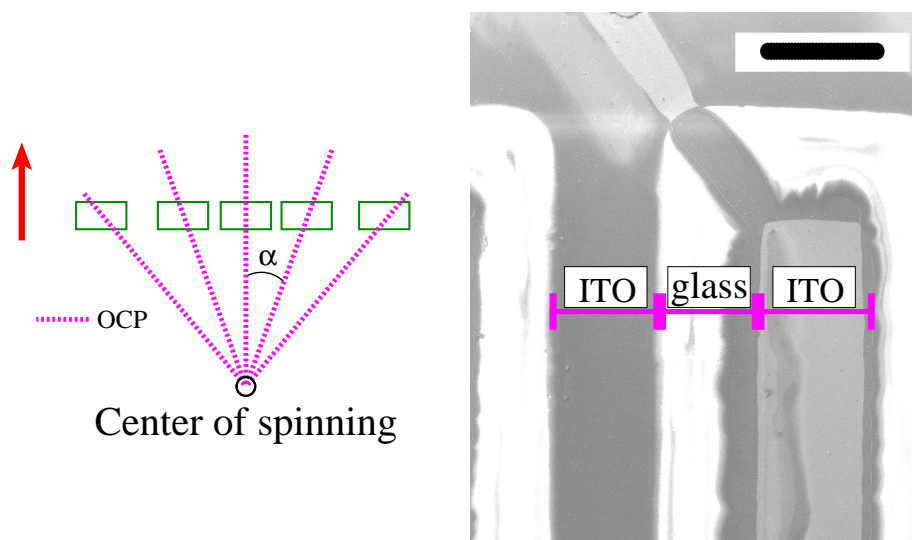 α
OCP
Center of spinning
ITO
glass
ITO